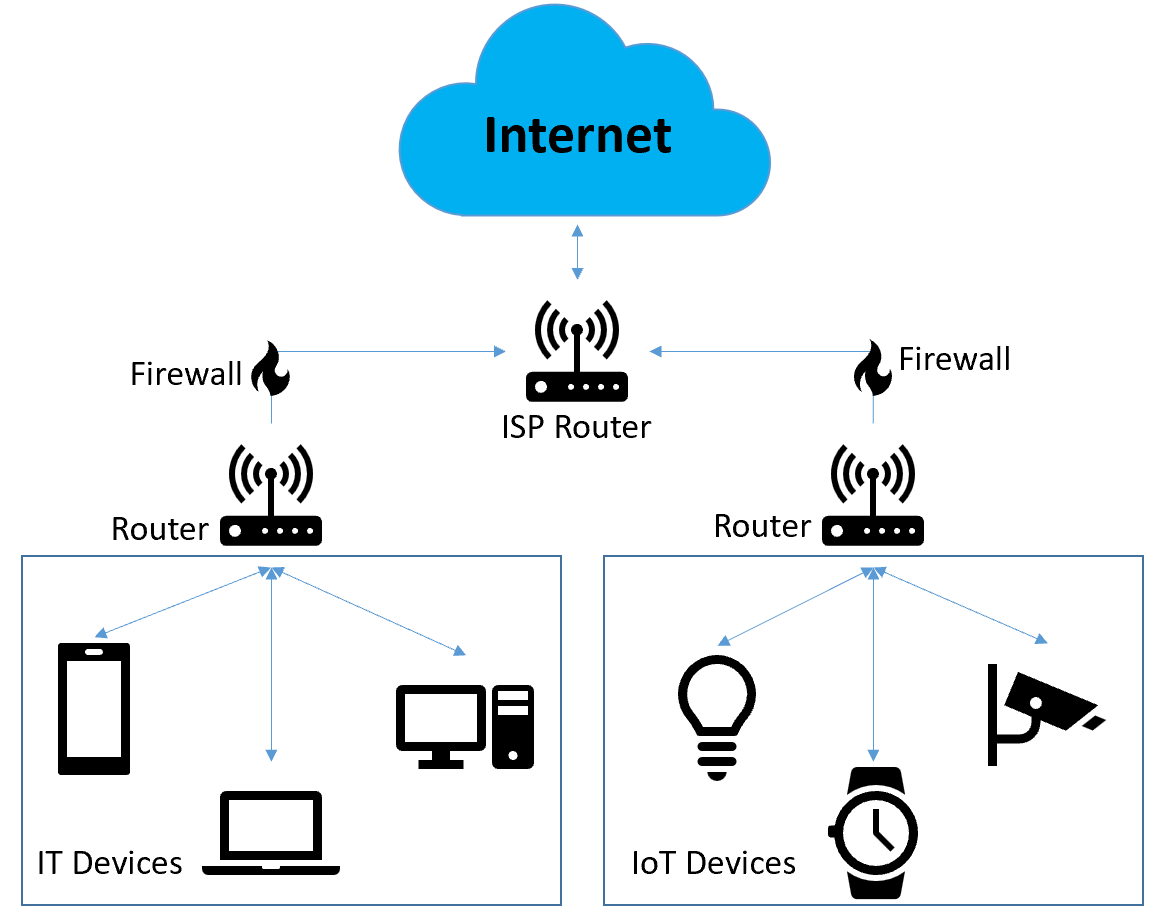 Internet
Firewall
Firewall
ISP Router
Router
Router
IT Devices
IoT Devices